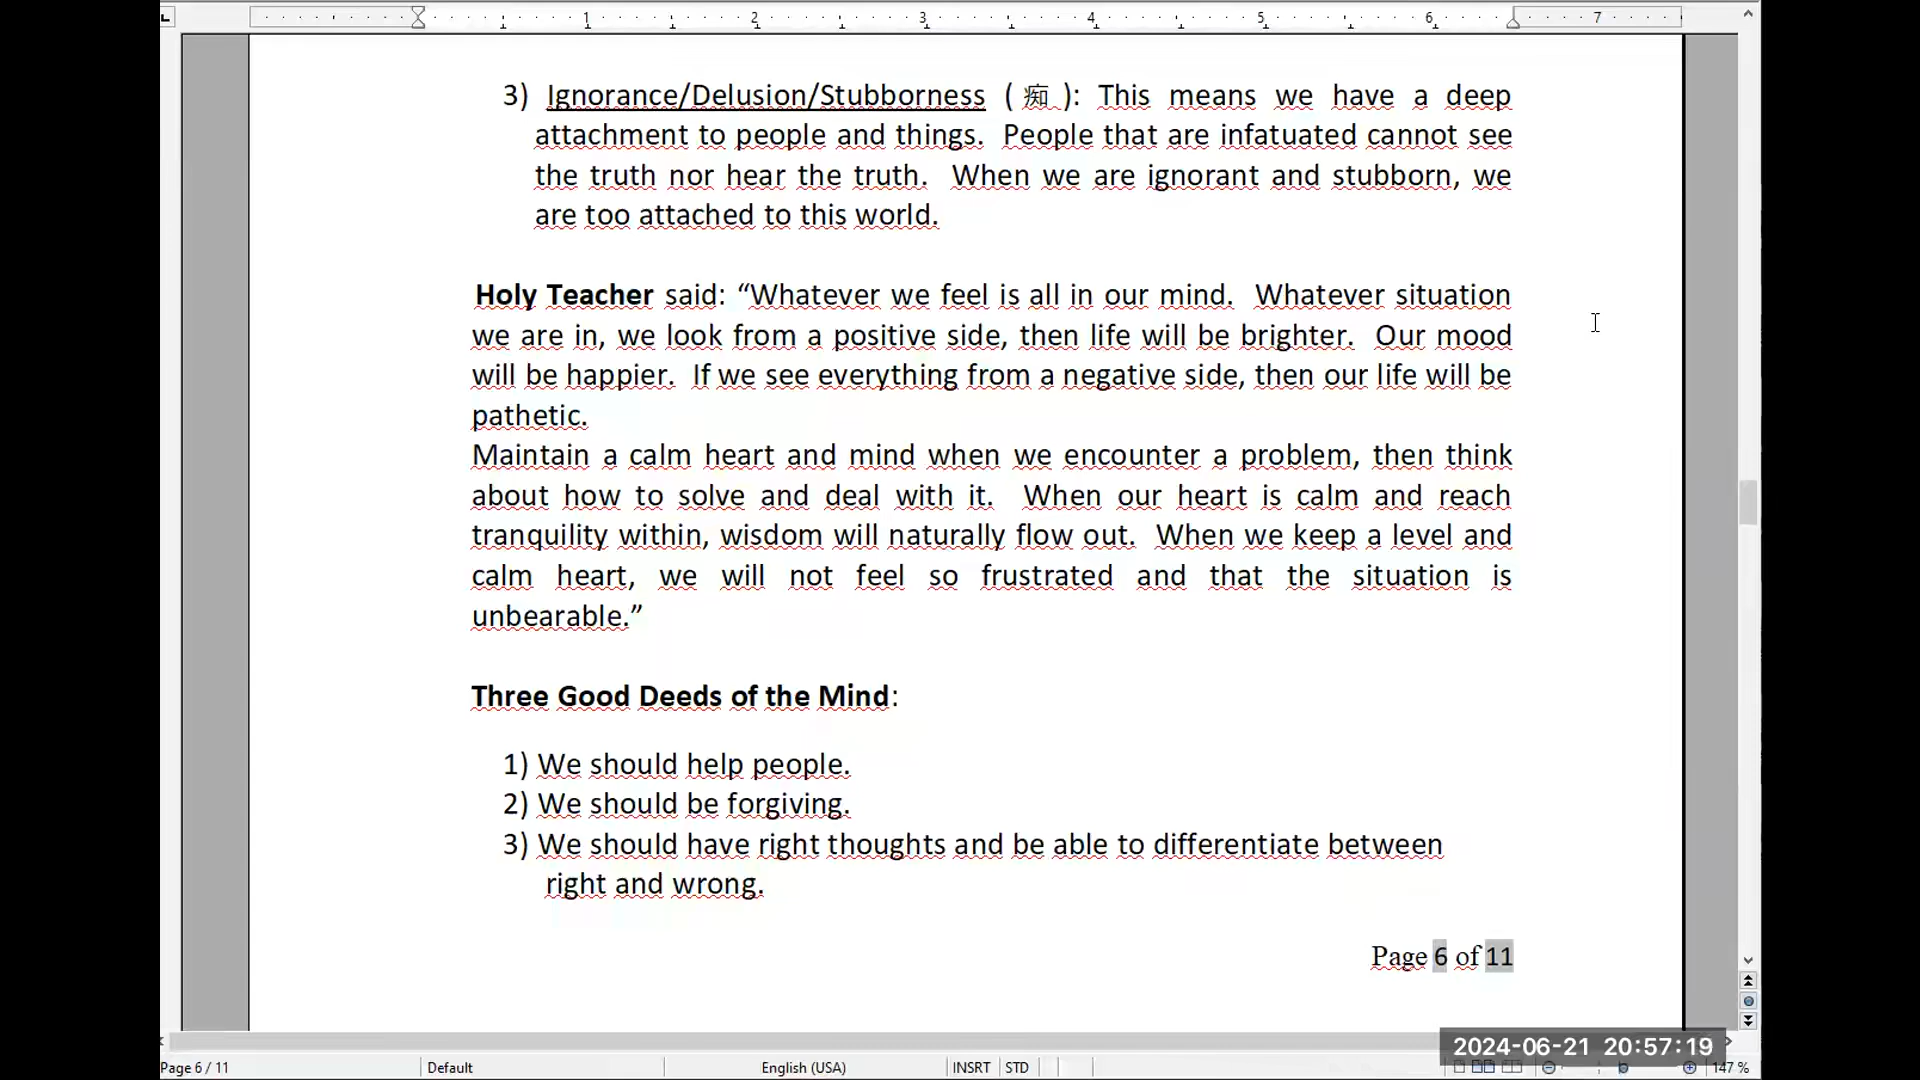 1 2 3 4 5 6 7
3) Ignorance/Delusion/Stubborness ( 痴 ): This means we have a deep
attachment to people and things. People that are infatuated cannot see
the truth nor hear the truth. When we are ignorant and stubborn, we
are too attached to this world.
Holy Teacher said: “Whatever we feel is all in our mind. Whatever situation
we are in, we look from a positive side, then life will be brighter. Our mood
will be happier. If we see everything from a negative side, then our life will be
pathetic.
Maintain a calm heart and mind when we encounter a problem, then think
about how to solve and deal with it. When our heart is calm and reach
tranquility within, wisdom will naturally flow out. When we keep a level and
calm heart, we will not feel so frustrated and that the situation is
unbearable.”
Three Good Deeds of the Mind:
1) We should help people.
2) We should be forgiving.
3) We should have right thoughts and be able to differentiate between
right and wrong.
Page 6 of 11
2024-06-21 20:57:19
Page 6 / 11 Default English (USA) INSRT STD 147 %